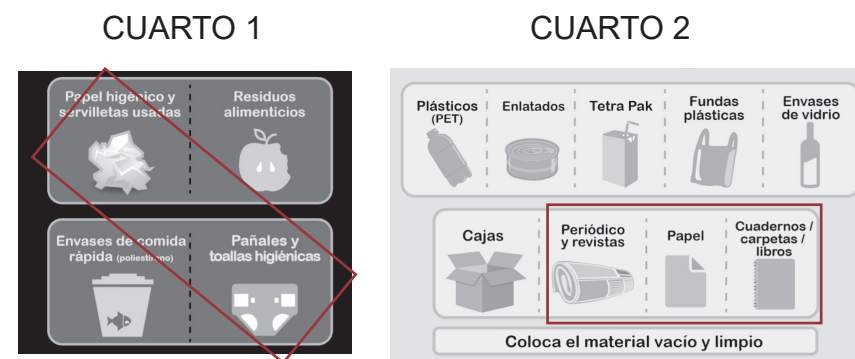 CUARTO 1
CUARTO 2
Papel higénico y
servilletas usadas
Residuos
alimenticios
Envases de comida
rápida (poliestireno)
Pañales y
toallas higiénicas
Plásticos
(PET)
Enlatados
Tetra Pak
Fundas
plásticas
Envases
de vidrio
Cajas
Periódico
y revistas
Papel
Cuadernos /
carpetas /
libros
Coloca el material vacío y limpio